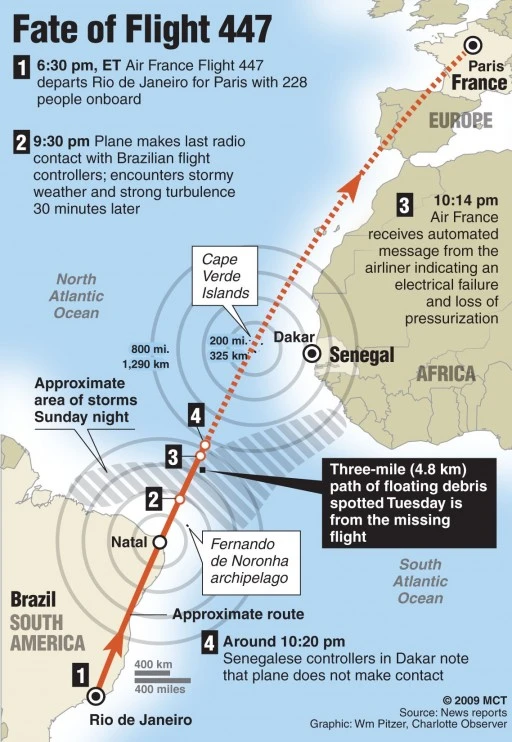 Fate of Flight 447
1 6:30 pm, ET Air France Flight 447
departs Rio de Janeiro for Paris with 228
people onboard
2 9:30 pm Plane makes last radio
contact with Brazilian flight
controllers; encounters stormy
weather and strong turbulence
30 minutes later
Paris
France
EUROPE
3 10:14 pm
Air France
receives automated
message from the
airliner indicating an
electrical failure
and loss of
pressurization
Cape
Verde
Islands
North
Atlantic
Ocean
200 mi.
325 km
800 mi.
1,290 km
Dakar
Senegal
AFRICA
Approximate
area of storms
Sunday night
4
3
2
Three-mile (4.8 km)
path of floating debris
spotted Tuesday is
from the missing
flight
Natal
Fernando
de Noronha
archipelago
South
Atlantic
Ocean
Brazil
SOUTH
AMERICA
Approximate route
4 Around 10:20 pm
Senegalese controllers in Dakar note
that plane does not make contact
1
400 km
400 miles
Rio de Janeiro
© 2009 MCT
Source: News reports
Graphic: Wm Pitzer, Charlotte Observer